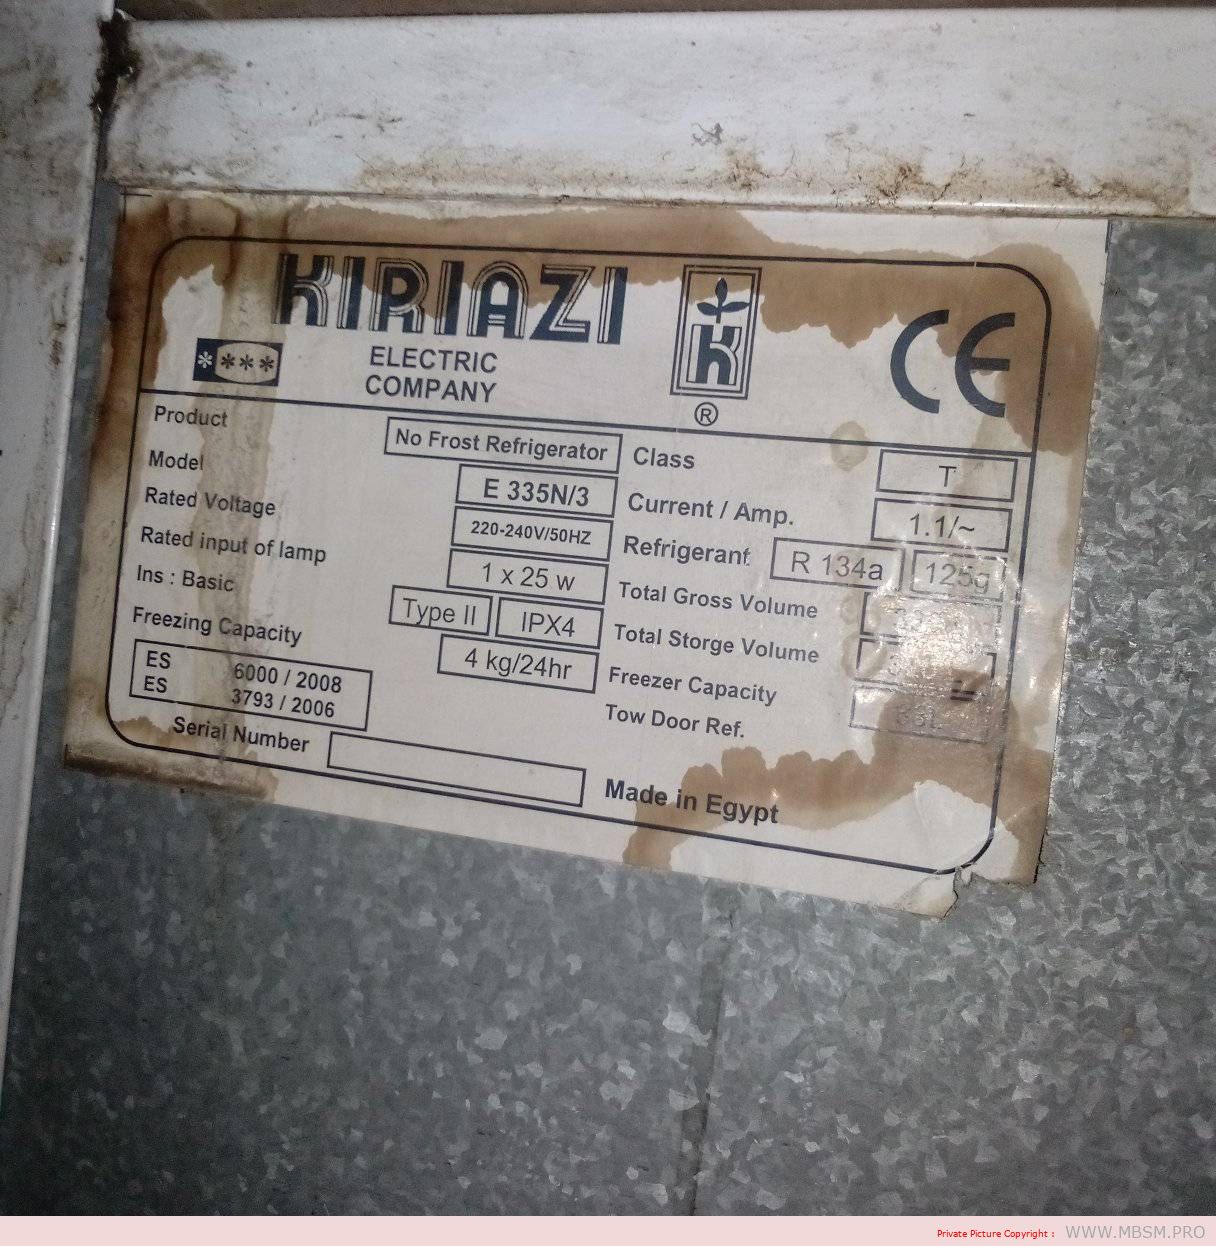 KIRIAZI
ELECTRIC
COMPANY
K
®
CE
****
Product No Frost Refrigerator
Model E 335N/3
Rated Voltage 220-240V/50HZ
Rated input of lamp 1 x 25 w
Ins : Basic Type II IPX4
Freezing Capacity 4 kg/24hr
ES 6000 / 2008
ES 3793 / 2006
Serial Number
Class T
Current / Amp. 1.1/~
Refrigerant R 134a 125g
Total Gross Volume
Total Storge Volume
Freezer Capacity
Tow Door Ref.
Made in Egypt
Private Picture Copyright : WWW.MBSM.PRO